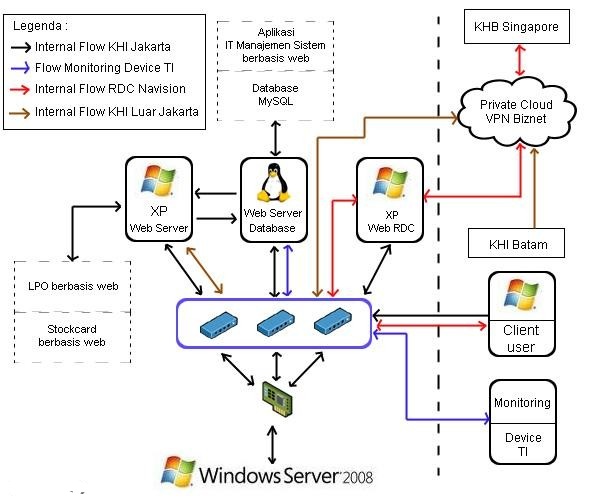 Legenda :
Internal Flow KHI Jakarta
Flow Monitoring Device TI
Internal Flow RDC Navision
Internal Flow KHI Luar Jakarta
Aplikasi
IT Manajemen Sistem
berbasis web
Database
MySQL
KHB Singapore
Private Cloud
VPN Biznet
KHI Batam
XP
Web Server
Web Server
Database
XP
Web RDC
LPO berbasis web
Stockcard
berbasis web
Client
user
Monitoring
Device
TI
Windows Server 2008